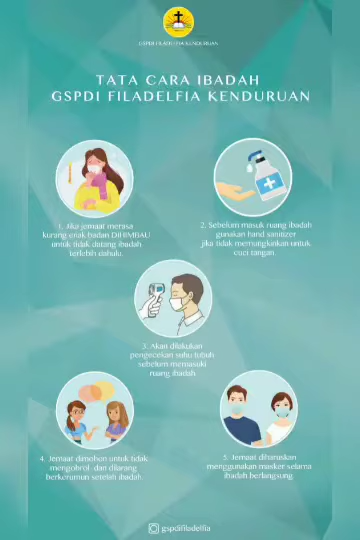 GSPDI FILADELFIA KENDURUAN
TATA CARA IBADAH
GSPDI FILADELFIA KENDURUAN
1. Jika jemaat merasa
kurang enak badan DIHIMBAU
untuk tidak datang ibadah
terlebih dahulu.
2. Sebelum masuk ruang ibadah
gunakan hand sanitzer
jika tidak memungkinkan untuk
cuci tangan.
3. Akan dilakukan
pengecekan suhu tubuh
sebelum memasuki
ruang ibadah
4. Jemaat dimohon untuk tidak
mengobrol dan dilarang
berkerumun setelah ibadah.
5. Jemaat diharuskan
menggunakan masker selama
ibadah berlangsung
gspdifiladelfia